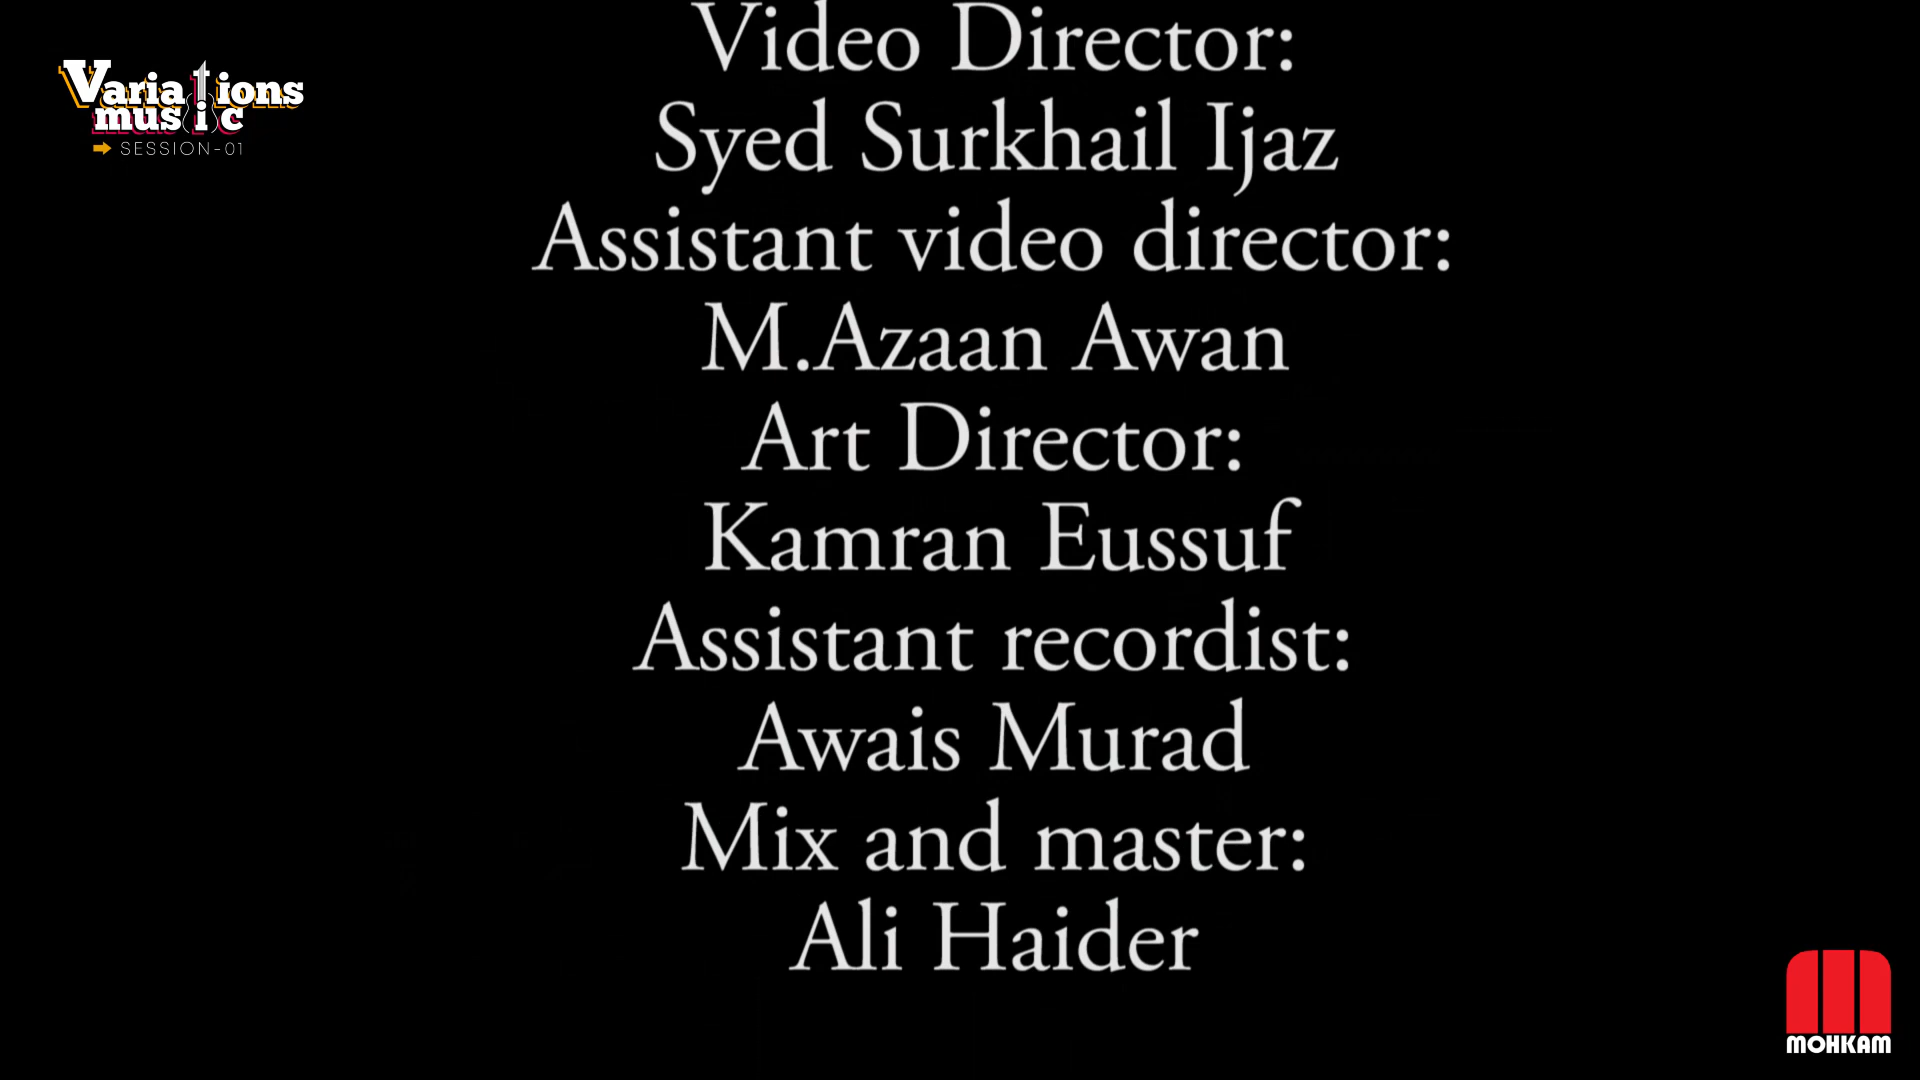 Video Director:
Variations
music
SESSION-01
Syed Surkhail Ijaz
Assistant video director:
M.Azaan Awan
Art Director:
Kamran Eussuf
Assistant recordist:
Awais Murad
Mix and master:
Ali Haider
MOHKAM